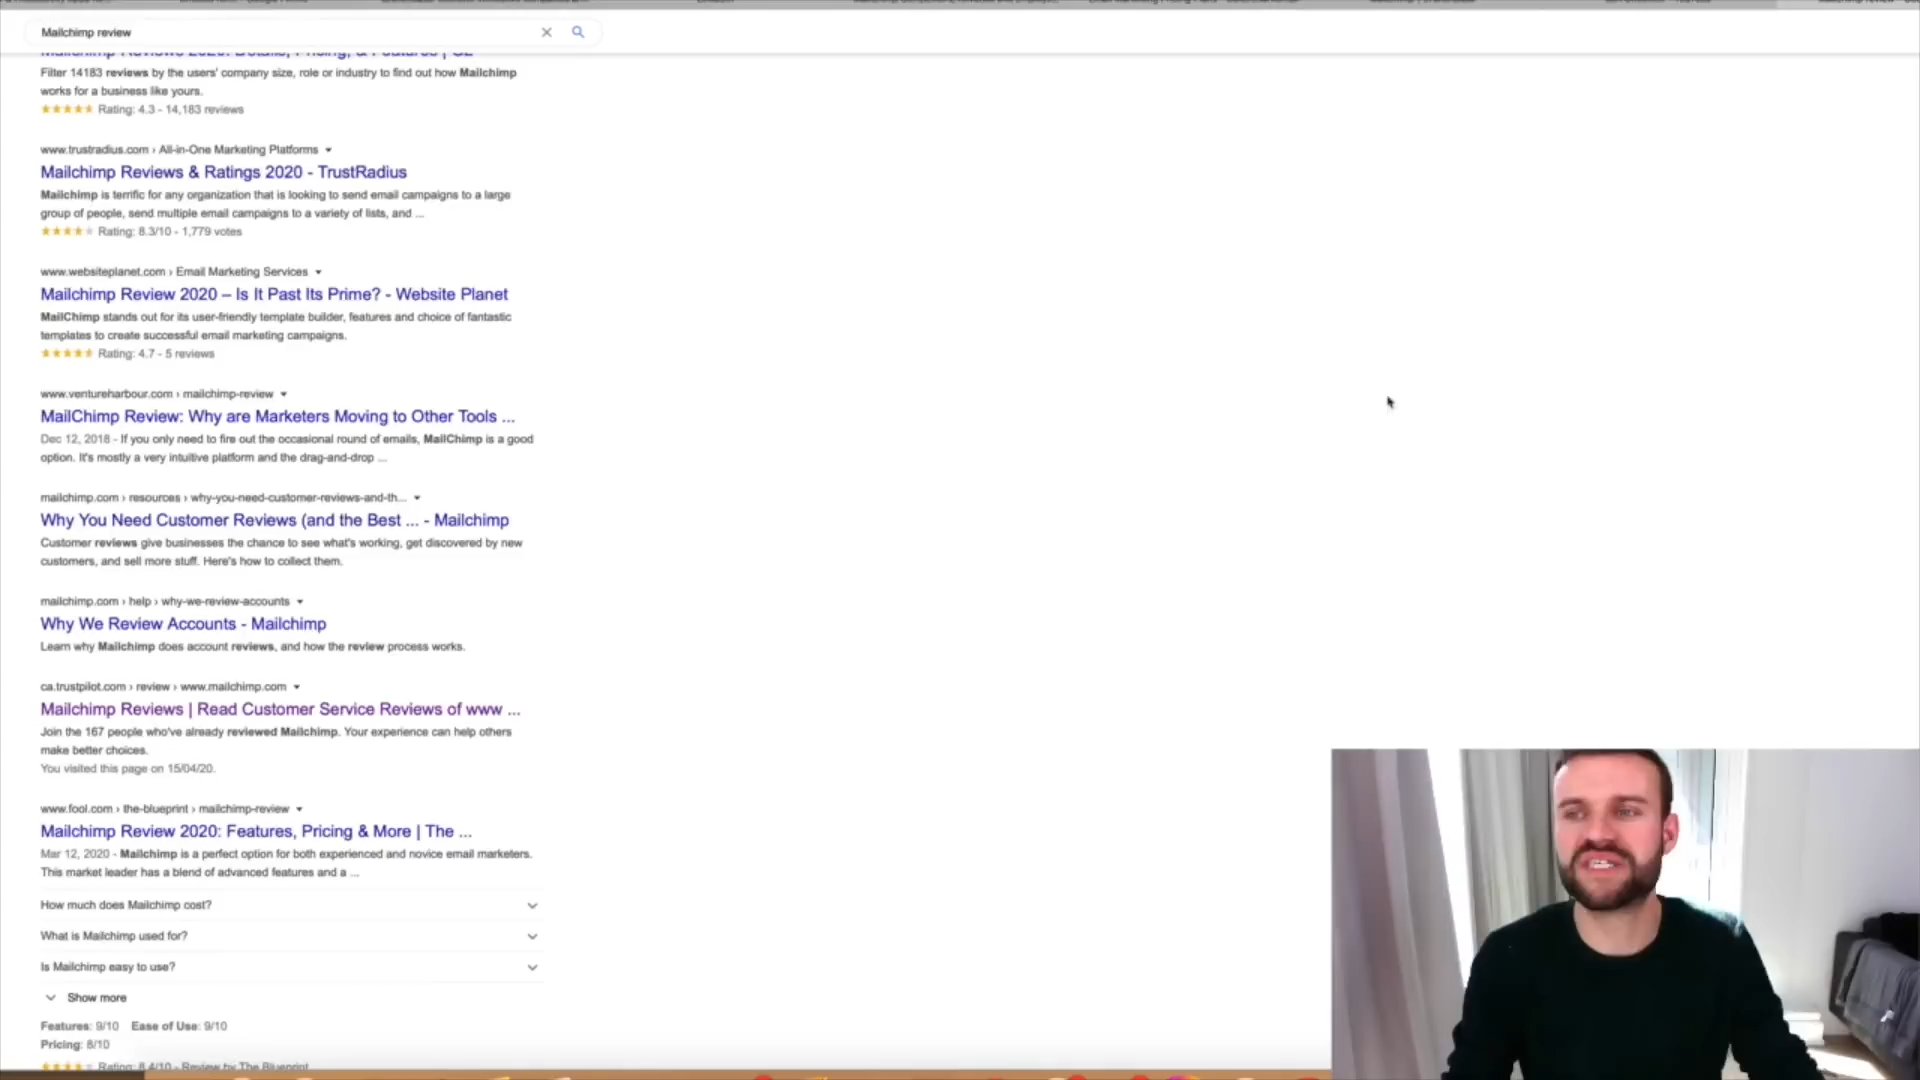 Mailchimp review
Mailchimp Reviews 2020: Details, Pricing, & Features | G2
Filter 14183 reviews by the users' company size, role or industry to find out how Mailchimp
works for a business like yours.
Rating: 4.3 - 14,183 reviews
www.trustradius.com › All-in-One Marketing Platforms
Mailchimp Reviews & Ratings 2020 - TrustRadius
Mailchimp is terrific for any organization that is looking to send email campaigns to a large
group of people, send multiple email campaigns to a variety of lists, and ...
Rating: 8.3/10 - 1,779 votes
www.websiteplanet.com › Email Marketing Services
Mailchimp Review 2020 – Is It Past Its Prime? - Website Planet
MailChimp stands out for its user-friendly template builder, features and choice of fantastic
templates to create successful email marketing campaigns.
Rating: 4.7 - 5 reviews
www.ventureharbour.com › mailchimp-review
MailChimp Review: Why are Marketers Moving to Other Tools ...
Dec 12, 2018 - If you only need to fire out the occasional round of emails, MailChimp is a good
option. It's mostly a very intuitive platform and the drag-and-drop ...
mailchimp.com › resources › why-you-need-customer-reviews-and-th...
Why You Need Customer Reviews (and the Best ... - Mailchimp
Customer reviews give businesses the chance to see what's working, get discovered by new
customers, and sell more stuff. Here's how to collect them.
mailchimp.com › help › why-we-review-accounts
Why We Review Accounts - Mailchimp
Learn why Mailchimp does account reviews, and how the review process works.
ca.trustpilot.com › review › www.mailchimp.com
Mailchimp Reviews | Read Customer Service Reviews of www ...
Join the 167 people who've already reviewed Mailchimp. Your experience can help others
make better choices.
You visited this page on 15/04/20.
www.fool.com › the-blueprint › mailchimp-review
Mailchimp Review 2020: Features, Pricing & More | The ...
Mar 12, 2020 - Mailchimp is a perfect option for both experienced and novice email marketers.
This market leader has a blend of advanced features and a ...
How much does Mailchimp cost?
What is Mailchimp used for?
Is Mailchimp easy to use?
Show more
Features: 9/10 Ease of Use: 9/10
Pricing: 8/10
Rating: 8.4/10 - Review by The Blueprint